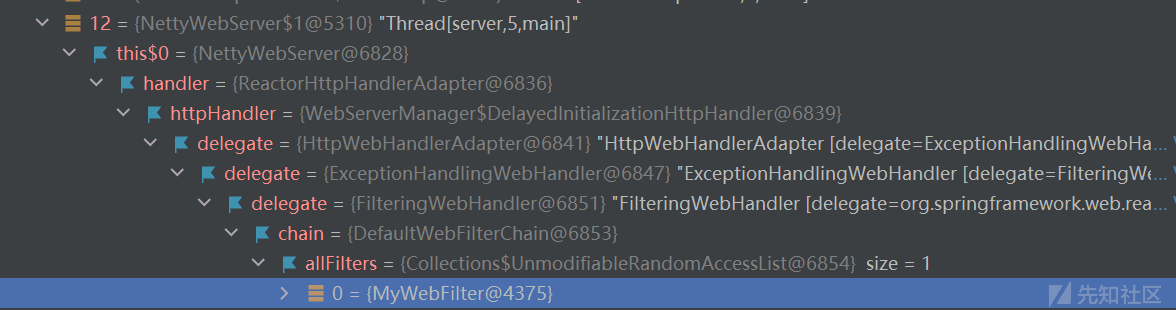 12 = {NettyWebServer$1@5310} "Thread[server,5,main]"
this$0 = {NettyWebServer@6828}
handler = {ReactorHttpHandlerAdapter@6836}
httpHandler = {WebServerManager$DelayedInitializationHttpHandler@6839}
delegate = {HttpWebHandlerAdapter@6841} "HttpWebHandlerAdapter [delegate=ExceptionHandlingWebHa...
delegate = {ExceptionHandlingWebHandler@6847} "ExceptionHandlingWebHandler [delegate=FilteringWe...
delegate = {FilteringWebHandler@6851} "FilteringWebHandler [delegate=org.springframework.web.rea...
chain = {DefaultWebFilterChain@6853}
allFilters = {Collections$UnmodifiableRandomAccessList@6854} size = 1
0 = {MyWebFilter@4375}
先知社区